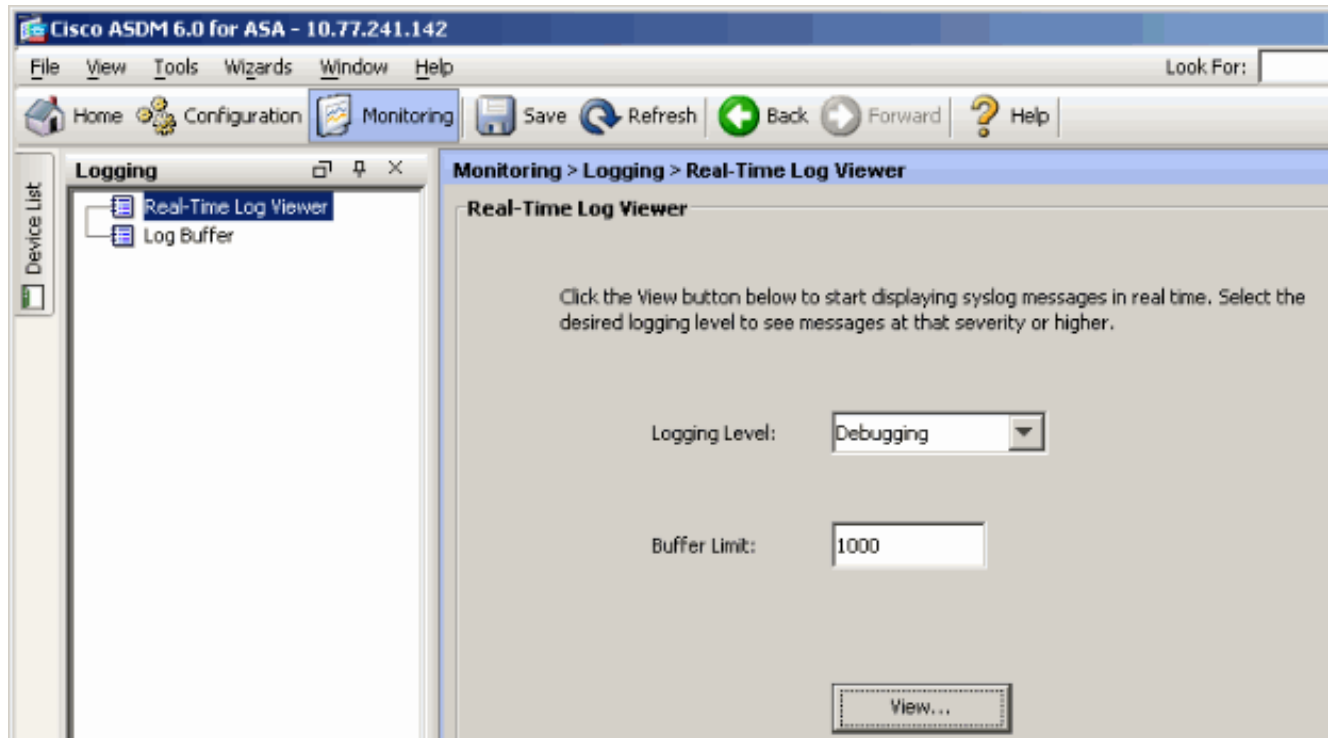 Cisco ASDM 6.0 for ASA - 10.77.241.142
File View Tools Wizards Window Help Look For:
Home Configuration Monitoring Save Refresh Back Forward Help
Device List
Logging
Real-Time Log Viewer
Log Buffer
Monitoring > Logging > Real-Time Log Viewer
Real-Time Log Viewer
Click the View button below to start displaying syslog messages in real time. Select the
desired logging level to see messages at that severity or higher.
Logging Level: Debugging
Buffer Limit: 1000
View...